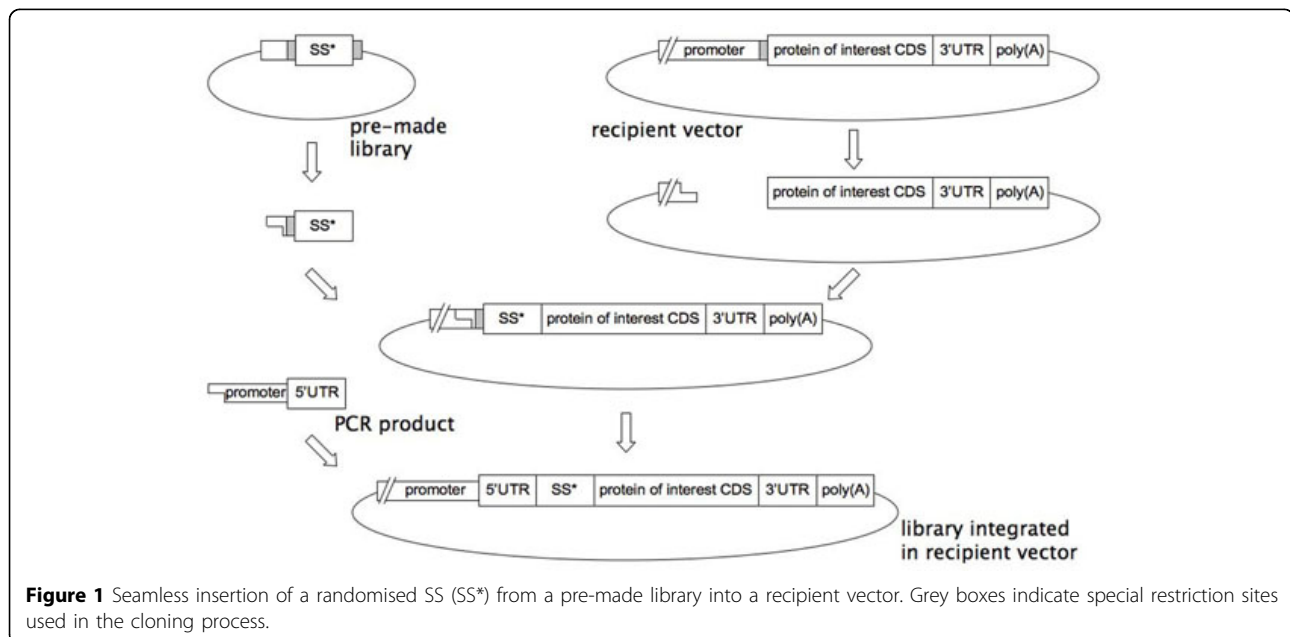 SS*
promoter protein of interest CDS 3'UTR poly(A)
pre-made
library
recipient vector
SS*
protein of interest CDS 3'UTR poly(A)
SS* protein of interest CDS 3'UTR poly(A)
promoter 5'UTR
PCR product
promoter 5'UTR SS* protein of interest CDS 3'UTR poly(A)
library integrated
in recipient vector
Figure 1 Seamless insertion of a randomised SS (SS*) from a pre-made library into a recipient vector. Grey boxes indicate special restriction sites
used in the cloning process.